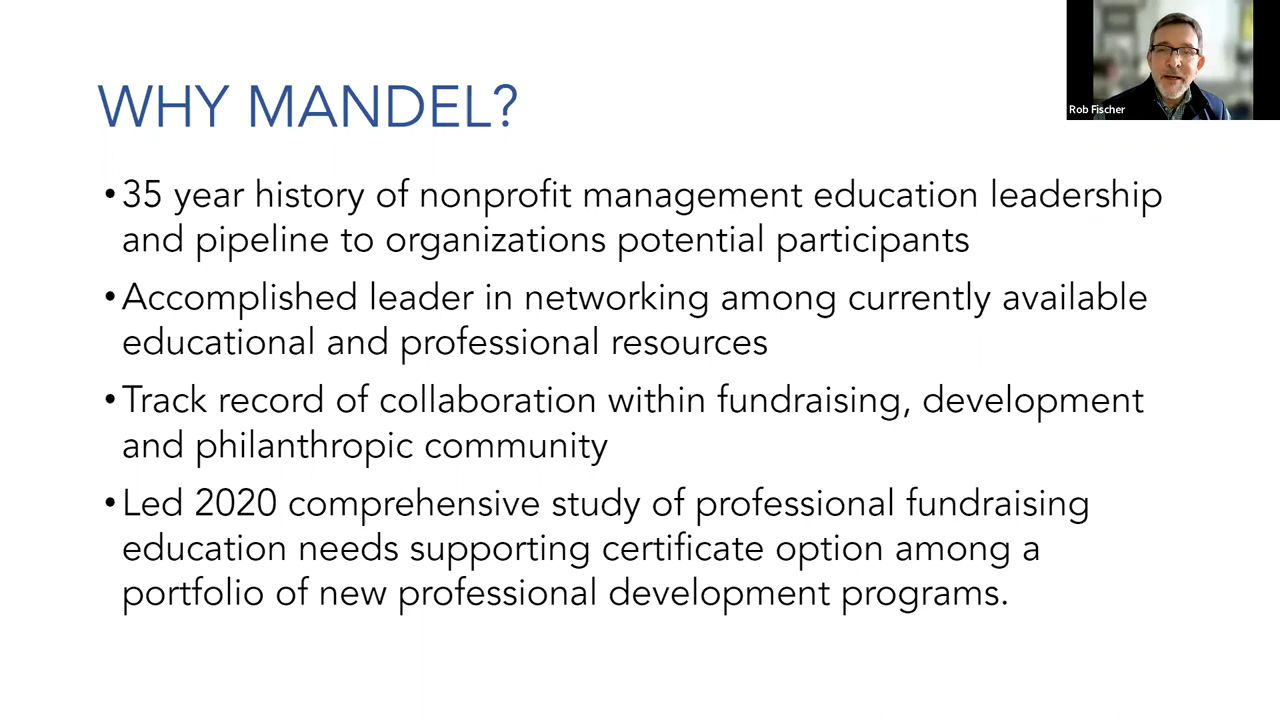 WHY MANDEL?
Rob Fischer
•35 year history of nonprofit management education leadership
and pipeline to organizations potential participants
•Accomplished leader in networking among currently available
educational and professional resources
•Track record of collaboration within fundraising, development
and philanthropic community
•Led 2020 comprehensive study of professional fundraising
education needs supporting certificate option among a
portfolio of new professional development programs.